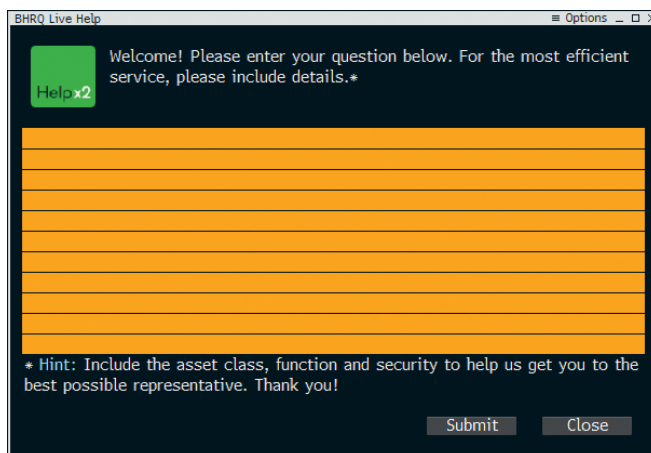 BHRQ Live Help
≡ Options _ □ X
Welcome! Please enter your question below. For the most efficient
service, please include details.*
Helpx2
* Hint: Include the asset class, function and security to help us get you to the
best possible representative. Thank you!
Submit Close